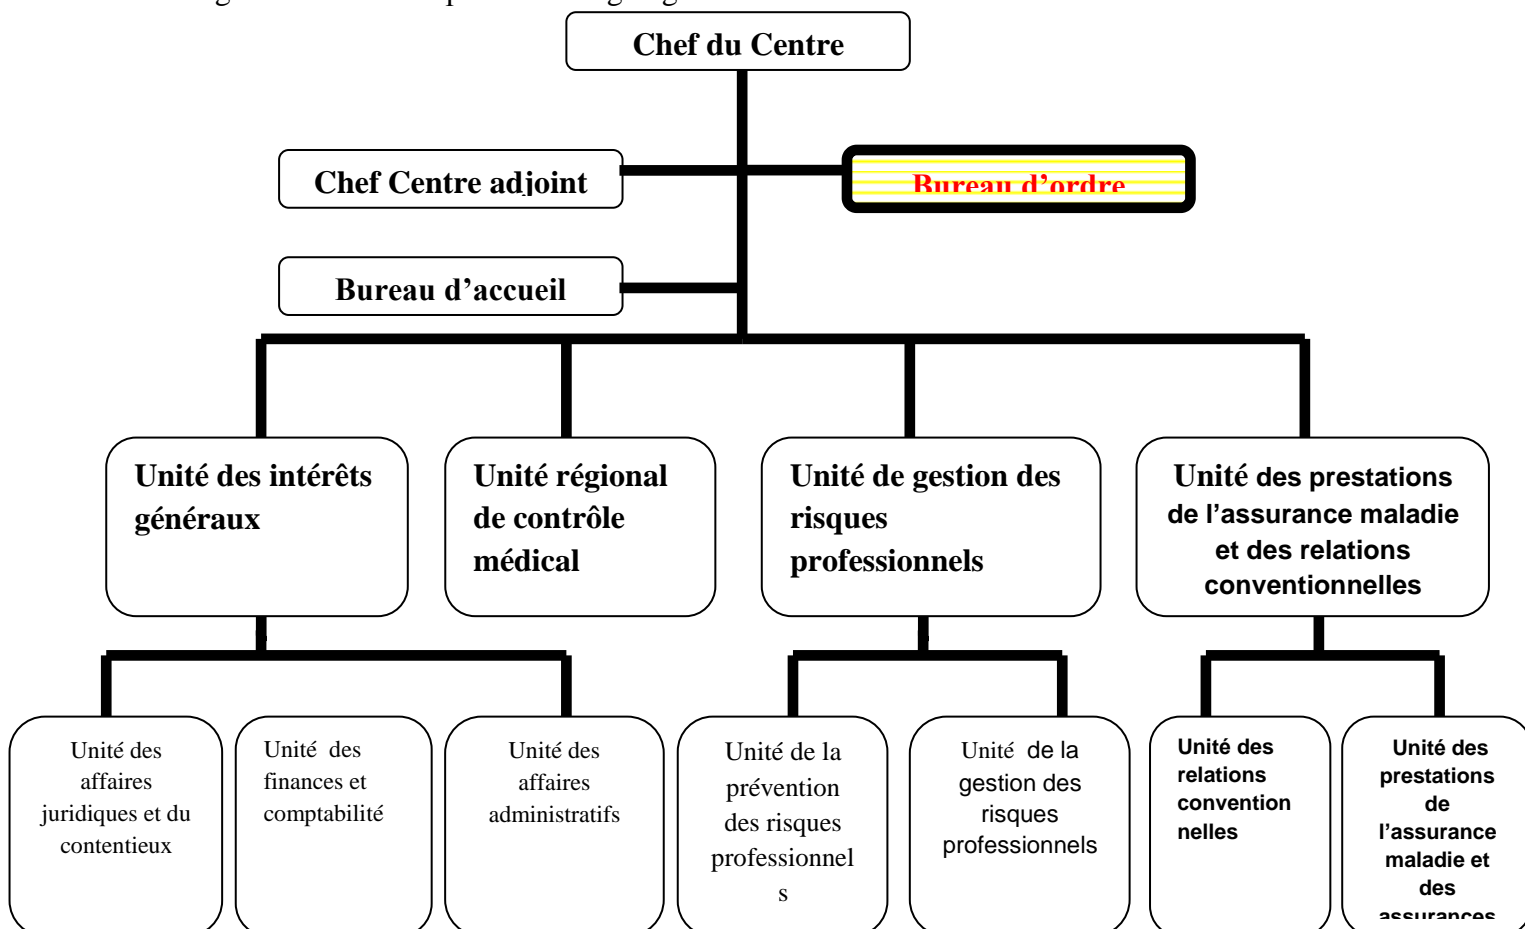 Chef du Centre
Chef Centre adjoint
Bureau d’ordre
Bureau d’accueil
Unité des intérêts
généraux
Unité régional
de contrôle
médical
Unité de gestion des
risques
professionnels
Unité des prestations
de l’assurance maladie
et des relations
conventionnelles
Unité des
affaires
juridiques et du
contentieux
Unité des
finances et
comptabilité
Unité des
affaires
administratifs
Unité de la
prévention
des risques
professionnel
s
Unité de la
gestion des
risques
professionnels
Unité des
relations
convention
nelles
Unité des
prestations
de
l’assurance
maladie et
des
assurances